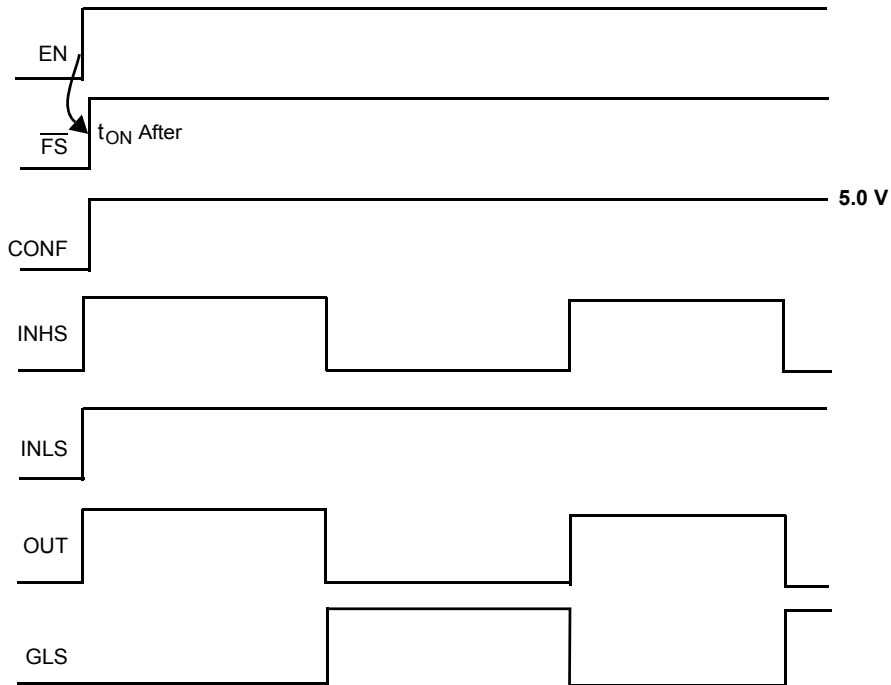 EN
FS
tON After
5.0 V
CONF
INHS
INLS
OUT
GLS